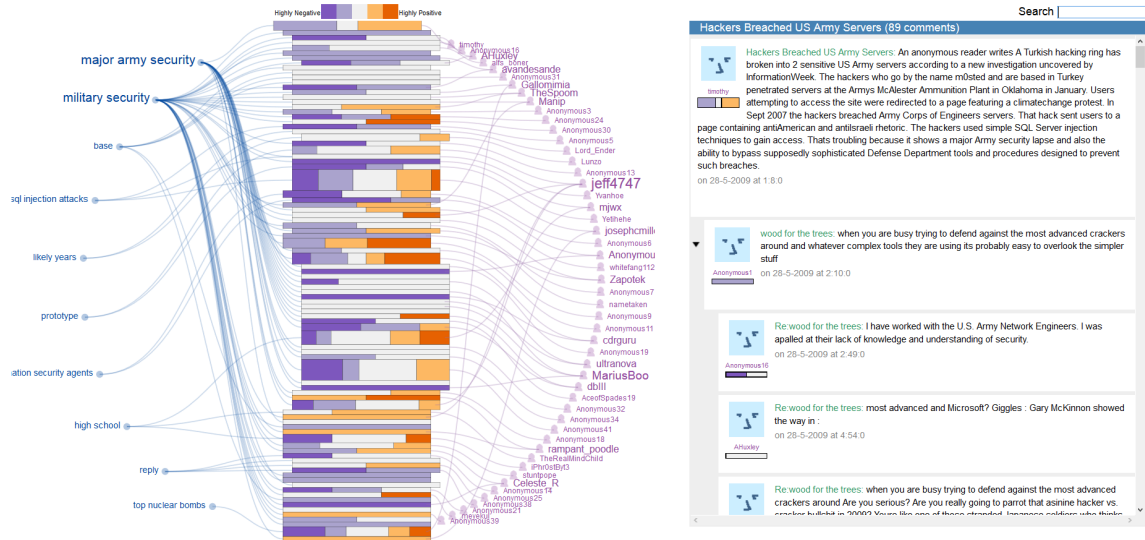 Highly Negative
Highly Positive
major army security
military security
base
sql injection attacks
likely years
prototype
ation security agents
high school
reply
top nuclear bombs
timothy
Anonymous16
AHuxley
alfs_boner
avandesande
Anonymous31
Gallomimia
TheSpoom
Manip
Anonymous3
Anonymous24
Anonymous30
Anonymous5
Lord_Ender
Lunzo
Anonymous13
jeff4747
Yvanhoe
mjwx
Yetihehe
josephcmill
Anonymous6
Anonymou
whitefang112
Zapotek
Anonymous7
nametaken
Anonymous9
Anonymous11
cdrguru
Anonymous19
ultranova
MariusBoo
dbIII
AceofSpades19
Anonymous32
Anonymous34
Anonymous41
Anonymous18
rampant_poodle
TheRealMindChild
iPhr0stByt3
stuntpope
Celeste_R
Anonymous14
Anonymous25
Anonymous38
Anonymous21
Anonymous39
Search
Hackers Breached US Army Servers (89 comments)
timothy
Hackers Breached US Army Servers: An anonymous reader writes A Turkish hacking ring has
broken into 2 sensitive US Army servers according to a new investigation uncovered by
InformationWeek. The hackers who go by the name m0sted and are based in Turkey
penetrated servers at the Armys McAlester Ammunition Plant in Oklahoma in January. Users
attempting to access the site were redirected to a page featuring a climatechange protest. In
Sept 2007 the hackers breached Army Corps of Engineers servers. That hack sent users to a
page containing antiAmerican and antiIsraeli rhetoric. The hackers used simple SQL Server injection
techniques to gain access. Thats troubling because it shows a major Army security lapse and also the
ability to bypass supposedly sophisticated Defense Department tools and procedures designed to prevent
such breaches.
on 28-5-2009 at 1:8:0
Anonymous1
wood for the trees: when you are busy trying to defend against the most advanced crackers
around and whatever complex tools they are using its probably easy to overlook the simpler
stuff
on 28-5-2009 at 2:10:0
Anonymous16
Re:wood for the trees: I have worked with the U.S. Army Network Engineers. I was
apalled at their lack of knowledge and understanding of security.
on 28-5-2009 at 2:49:0
AHuxley
Re:wood for the trees: most advanced and Microsoft? Giggles : Gary McKinnon showed
the way in :
on 28-5-2009 at 4:54:0
Re:wood for the trees: when you are busy trying to defend against the most advanced
crackers around Are you serious? Are you really going to parrot that asinine hacker vs.